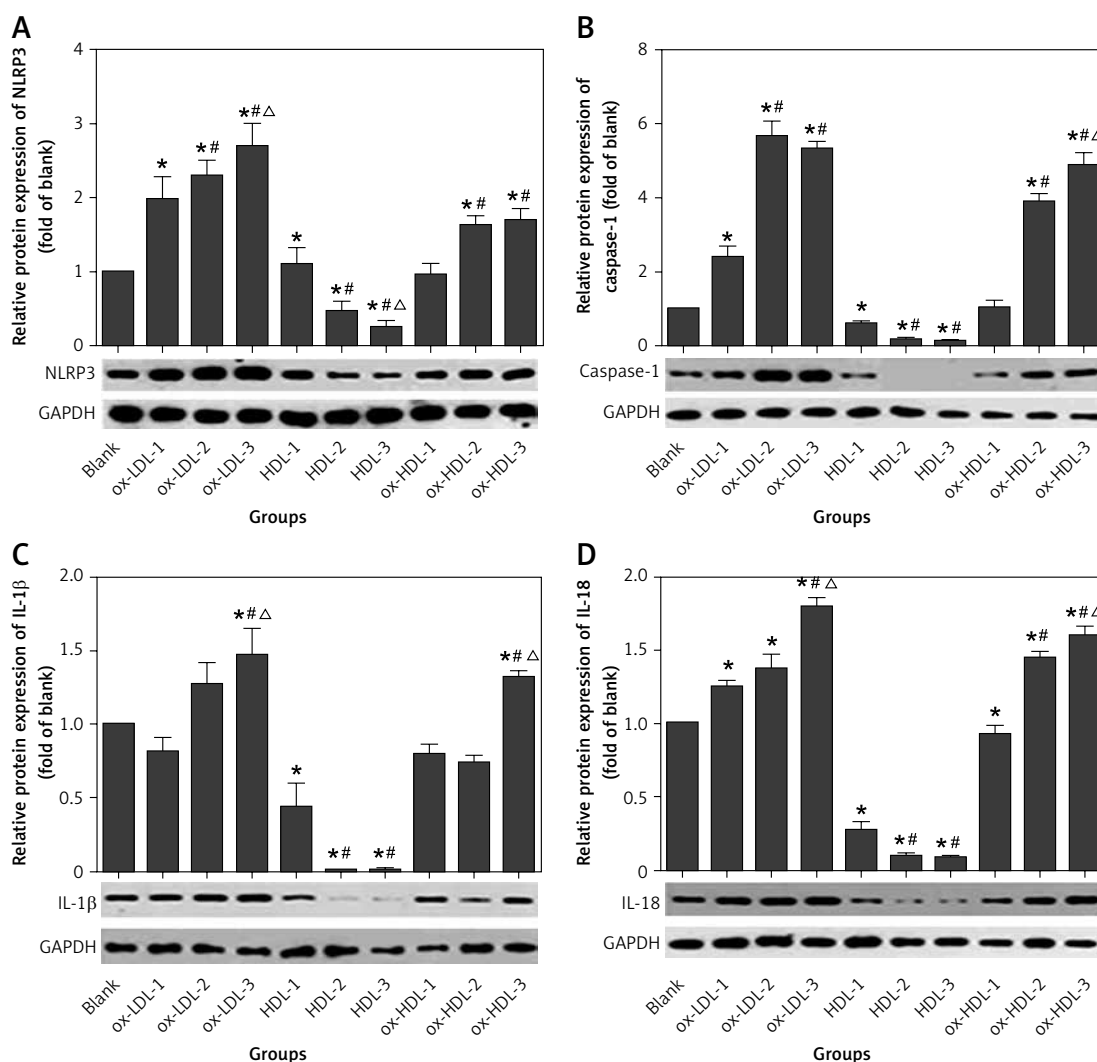 A
Relative protein expression of NLRP3
(fold of blank)
4
3
2
1
0
* *# *#△ * *# *#△ *# *#
NLRP3
GAPDH
Blank
ox-LDL-1
ox-LDL-2
ox-LDL-3
HDL-1
HDL-2
HDL-3
ox-HDL-1
ox-HDL-2
ox-HDL-3
Groups
B
Relative protein expression of
caspase-1 (fold of blank)
8
6
4
2
0
* *# *# * *# *# *# *#△
Caspase-1
GAPDH
Blank
ox-LDL-1
ox-LDL-2
ox-LDL-3
HDL-1
HDL-2
HDL-3
ox-HDL-1
ox-HDL-2
ox-HDL-3
Groups
C
Relative protein expression of IL-1β
(fold of blank)
2.0
1.5
1.0
0.5
0
*#△ * *# *# *#△
IL-1β
GAPDH
Blank
ox-LDL-1
ox-LDL-2
ox-LDL-3
HDL-1
HDL-2
HDL-3
ox-HDL-1
ox-HDL-2
ox-HDL-3
Groups
D
Relative protein expression of IL-18
(fold of blank)
2.0
1.5
1.0
0.5
0
* * *#△ * *# *# * *# *#△
IL-18
GAPDH
Blank
ox-LDL-1
ox-LDL-2
ox-LDL-3
HDL-1
HDL-2
HDL-3
ox-HDL-1
ox-HDL-2
ox-HDL-3
Groups